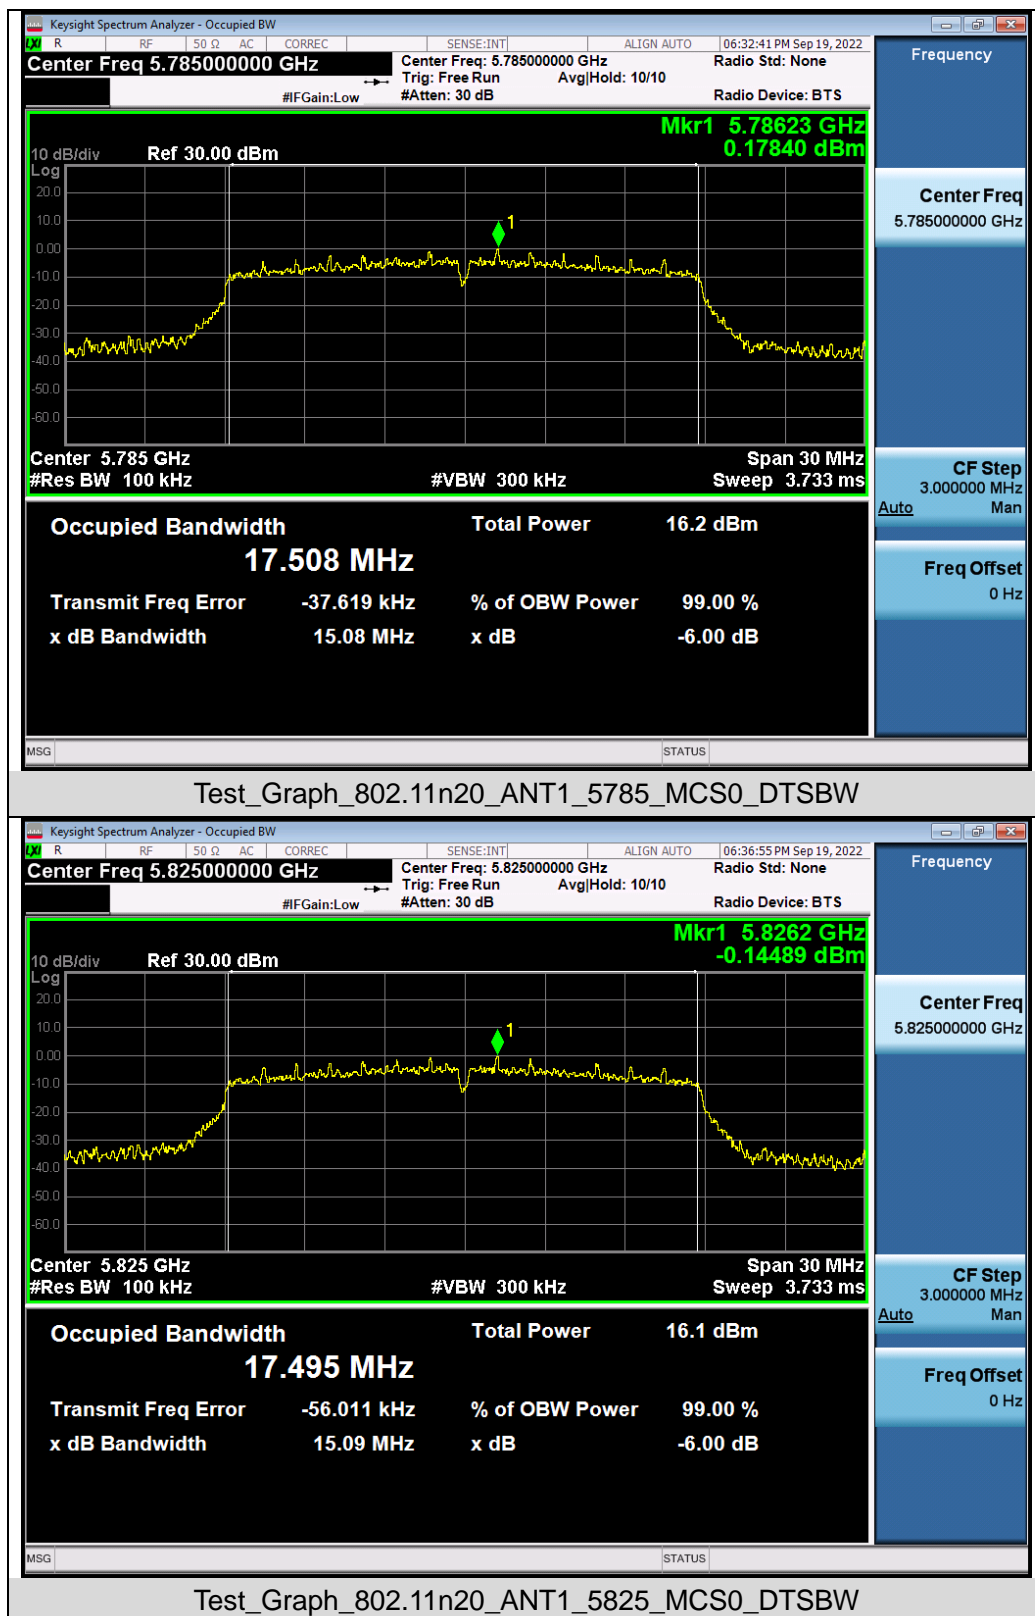 Keysight Spectrum Analyzer - Occupied BW
LXI R RF 50 Ω AC CORREC SENSE:INT ALIGN AUTO 06:32:41 PM Sep 19, 2022
Center Freq 5.785000000 GHz
Center Freq: 5.785000000 GHz
Radio Std: None
Trig: Free Run Avg|Hold: 10/10
#IFGain:Low
#Atten: 30 dB
Radio Device: BTS
Frequency
Mkr1 5.78623 GHz
0.17840 dBm
10 dB/div Ref 30.00 dBm
Log
20.0
10.0
0.00
-10.0
-20.0
-30.0
-40.0
-50.0
-60.0
1
Center 5.785 GHz Span 30 MHz
#Res BW 100 kHz #VBW 300 kHz Sweep 3.733 ms
Center Freq
5.785000000 GHz
CF Step
3.000000 MHz
Auto Man
Freq Offset
0 Hz
Occupied Bandwidth Total Power 16.2 dBm
17.508 MHz
Transmit Freq Error -37.619 kHz % of OBW Power 99.00 %
x dB Bandwidth 15.08 MHz x dB -6.00 dB
MSG STATUS
Test_Graph_802.11n20_ANT1_5785_MCS0_DTSBW
Keysight Spectrum Analyzer - Occupied BW
LXI R RF 50 Ω AC CORREC SENSE:INT ALIGN AUTO 06:36:55 PM Sep 19, 2022
Center Freq 5.825000000 GHz
Center Freq: 5.825000000 GHz
Radio Std: None
Trig: Free Run Avg|Hold: 10/10
#IFGain:Low
#Atten: 30 dB
Radio Device: BTS
Frequency
Mkr1 5.8262 GHz
-0.14489 dBm
10 dB/div Ref 30.00 dBm
Log
20.0
10.0
0.00
-10.0
-20.0
-30.0
-40.0
-50.0
-60.0
1
Center 5.825 GHz Span 30 MHz
#Res BW 100 kHz #VBW 300 kHz Sweep 3.733 ms
Center Freq
5.825000000 GHz
CF Step
3.000000 MHz
Auto Man
Freq Offset
0 Hz
Occupied Bandwidth Total Power 16.1 dBm
17.495 MHz
Transmit Freq Error -56.011 kHz % of OBW Power 99.00 %
x dB Bandwidth 15.09 MHz x dB -6.00 dB
MSG STATUS
Test_Graph_802.11n20_ANT1_5825_MCS0_DTSBW